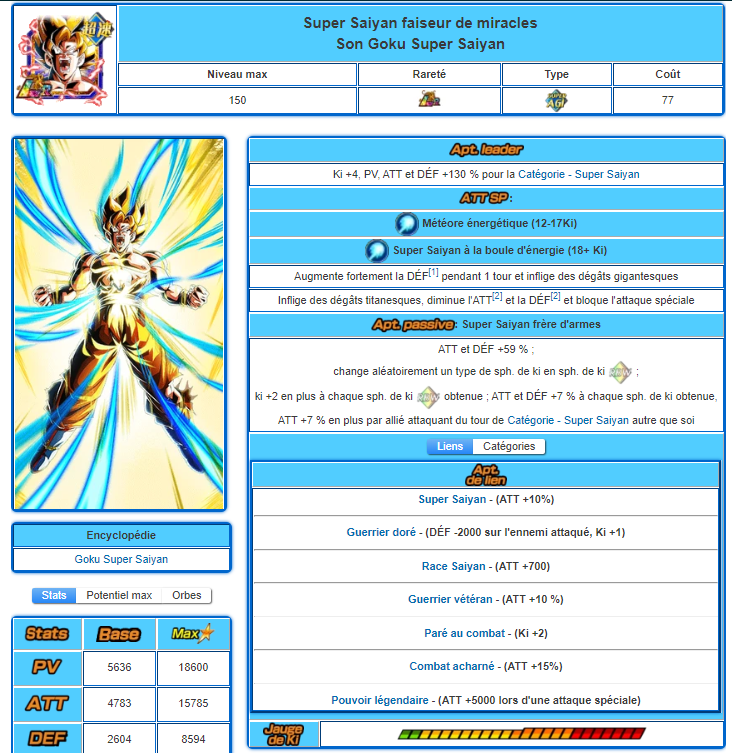 Super Saiyan faiseur de miracles
Son Goku Super Saiyan
超速
LR
Niveau max
Rareté
Type
Coût
150
LR
SUPER AGI
77
Apt. leader
Ki +4, PV, ATT et DÉF +130 % pour la Catégorie - Super Saiyan
ATT SP:
Météore énergétique (12-17Ki)
Super Saiyan à la boule d'énergie (18+ Ki)
Augmente fortement la DÉF[1] pendant 1 tour et inflige des dégâts gigantesques
Inflige des dégâts titanesques, diminue l'ATT[2] et la DÉF[2] et bloque l'attaque spéciale
Apt. passive: Super Saiyan frère d'armes
ATT et DÉF +59 % ;
change aléatoirement un type de sph. de ki en sph. de ki ;
ki +2 en plus à chaque sph. de ki obtenue ; ATT et DÉF +7 % à chaque sph. de ki obtenue,
ATT +7 % en plus par allié attaquant du tour de Catégorie - Super Saiyan autre que soi
Liens
Catégories
Apt. de lien
Super Saiyan - (ATT +10%)
Guerrier doré - (DÉF -2000 sur l'ennemi attaqué, Ki +1)
Race Saiyan - (ATT +700)
Guerrier vétéran - (ATT +10 %)
Paré au combat - (Ki +2)
Combat acharné - (ATT +15%)
Pouvoir légendaire - (ATT +5000 lors d'une attaque spéciale)
Jauge de Ki
Encyclopédie
Goku Super Saiyan
Stats
Potentiel max
Orbes
Stats
Base
Max
PV
5636
18600
ATT
4783
15785
DEF
2604
8594